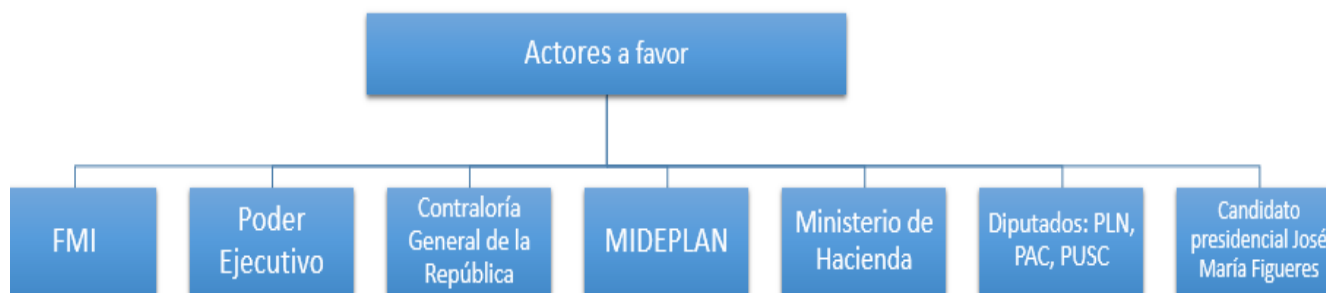 Actores a favor
FMI
Poder
Ejecutivo
Contraloría
General de la
República
MIDEPLAN
Ministerio de
Hacienda
Diputados: PLN,
PAC, PUSC
Candidato
presidencial José
María Figueres